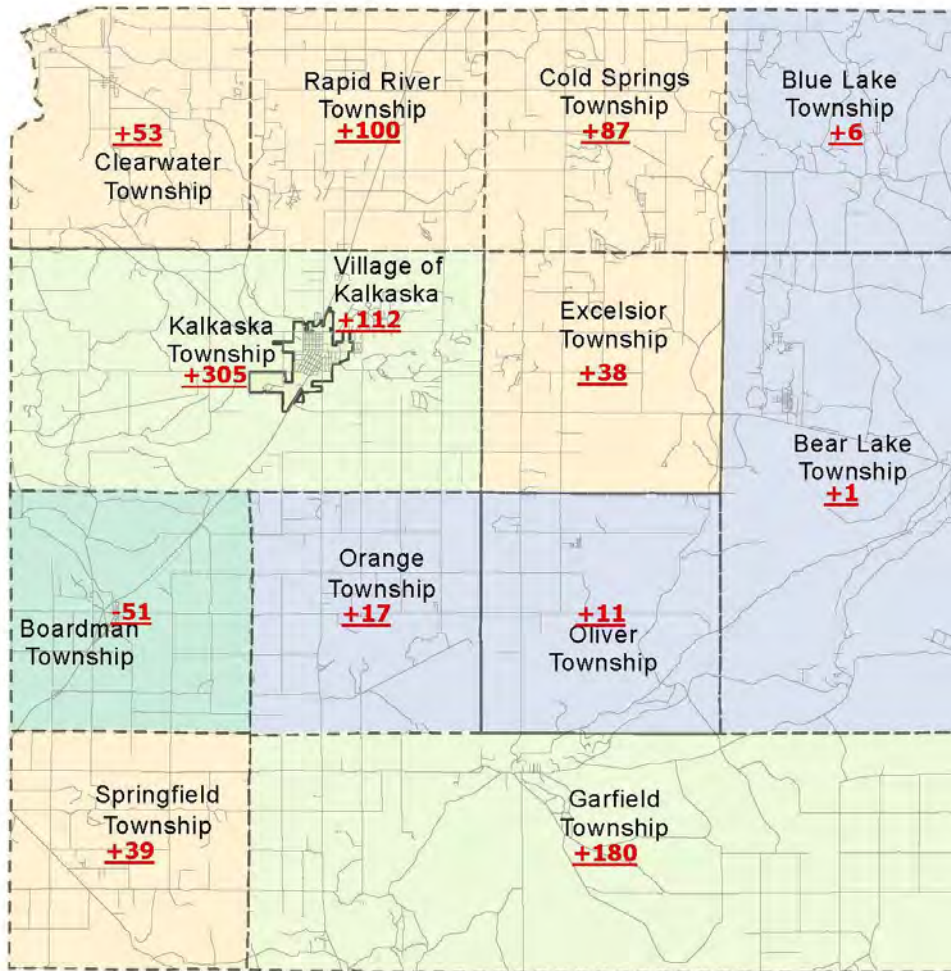 Rapid River
Township
+100
Cold Springs
Township
+87
Blue Lake
Township
+6
+53
Clearwater
Township
Village of
Kalkaska
+112
Kalkaska
Township
+305
Excelsior
Township
+38
Bear Lake
Township
+1
-51
Boardman
Township
Orange
Township
+17
+11
Oliver
Township
Springfield
Township
+39
Garfield
Township
+180